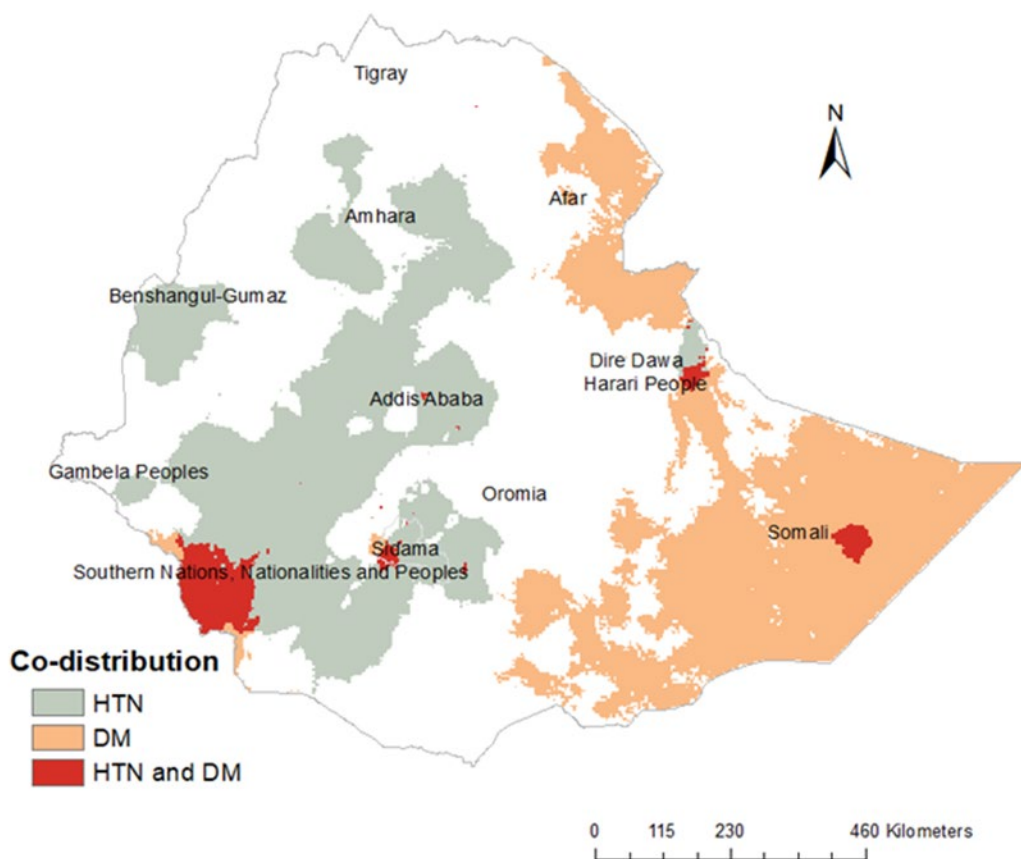 Tigray
N
Afar
Amhara
Benshangul-Gumaz
Dire Dawa
Harari People
Addis Ababa
Gambela Peoples
Oromia
Somali
Sidama
Southern Nations, Nationalities and Peoples
Co-distribution
HTN
DM
HTN and DM
0 115 230 460 Kilometers